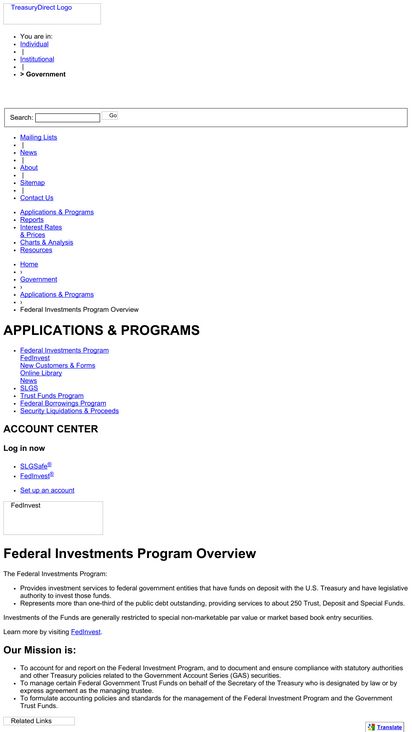 TreasuryDirect Logo
You are in:
Individual
|
Institutional
|
> Government
Search: Go
Mailing Lists
|
News
|
About
|
Sitemap
|
Contact Us
Applications & Programs
Reports
Interest Rates
& Prices
Charts & Analysis
Resources
Home
›
Government
›
Applications & Programs
›
Federal Investments Program Overview
APPLICATIONS & PROGRAMS
Federal Investments Program
FedInvest
New Customers & Forms
Online Library
News
SLGS
Trust Funds Program
Federal Borrowings Program
Security Liquidations & Proceeds
ACCOUNT CENTER
Log in now
SLGSafe®
FedInvest®
Set up an account
FedInvest
Federal Investments Program Overview
The Federal Investments Program:
Provides investment services to federal government entities that have funds on deposit with the U.S. Treasury and have legislative
authority to invest those funds.
Represents more than one-third of the public debt outstanding, providing services to about 250 Trust, Deposit and Special Funds.
Investments of the Funds are generally restricted to special non-marketable par value or market based book entry securities.
Learn more by visiting FedInvest.
Our Mission is:
To account for and report on the Federal Investment Program, and to document and ensure compliance with statutory authorities
and other Treasury policies related to the Government Account Series (GAS) securities.
To manage certain Federal Government Trust Funds on behalf of the Secretary of the Treasury who is designated by law or by
express agreement as the managing trustee.
To formulate accounting policies and standards for the management of the Federal Investment Program and the Government
Trust Funds.
Related Links
Translate